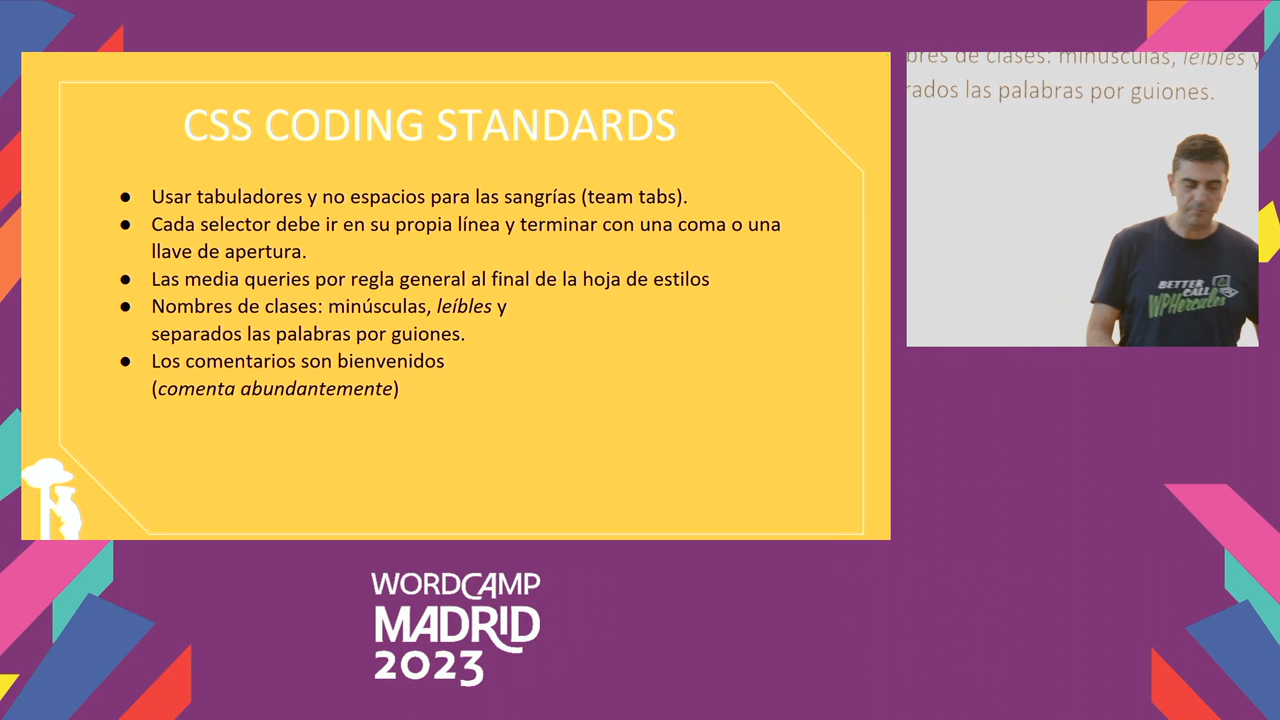 CSS CODING STANDARDS
● Usar tabuladores y no espacios para las sangrías (team tabs).
● Cada selector debe ir en su propia línea y terminar con una coma o una
llave de apertura.
● Las media queries por regla general al final de la hoja de estilos
● Nombres de clases: minúsculas, leíbles y
separados las palabras por guiones.
● Los comentarios son bienvenidos
(comenta abundantemente)
bres de clases: minúsculas, leíbles y
rados las palabras por guiones.
BETTER
CALL
WPHercules
WORDCAMP
MADRID
2023